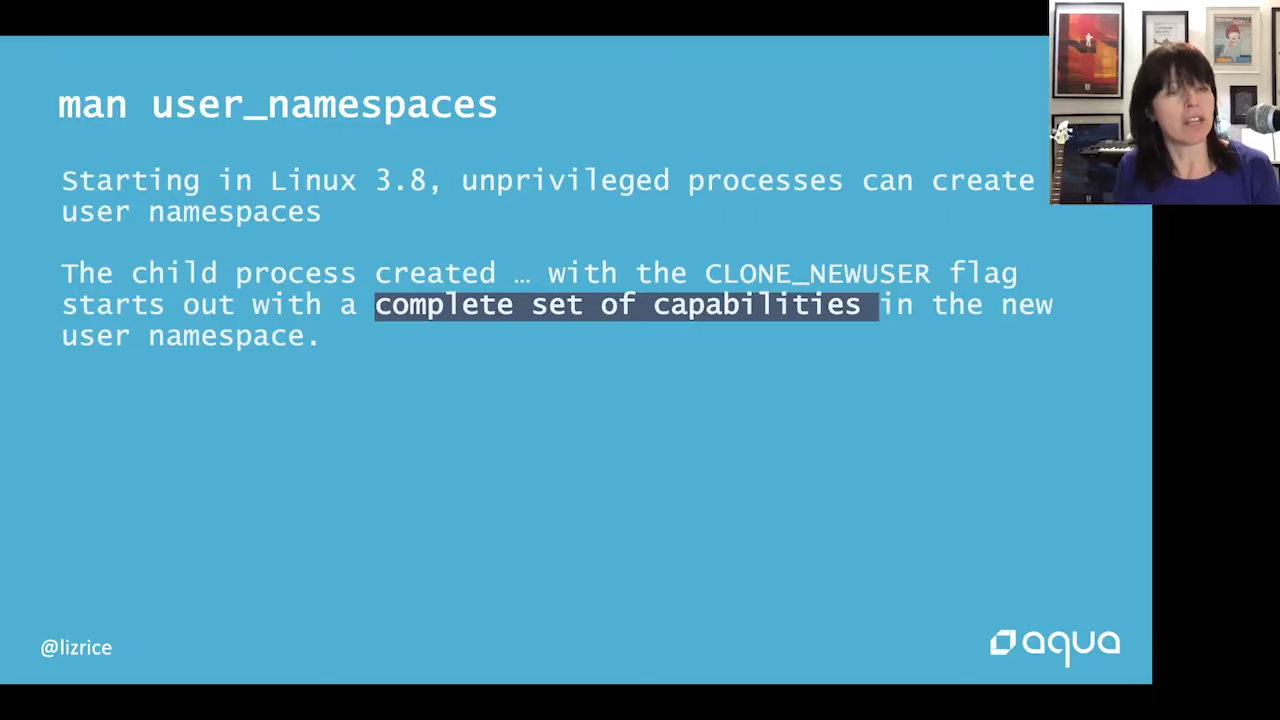 man user_namespaces
Starting in Linux 3.8, unprivileged processes can create
user namespaces
The child process created … with the CLONE_NEWUSER flag
starts out with a complete set of capabilities in the new
user namespace.
@lizrice
aqua